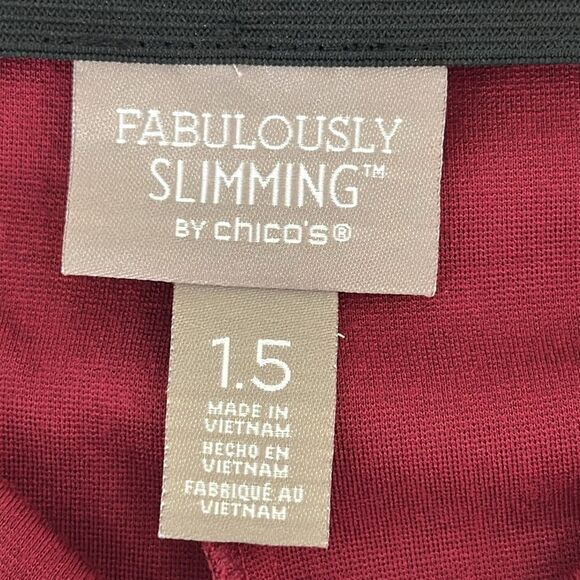 FABULOUSLY
SLIMMING™
BY chico's®
1.5
MADE IN
VIETNAM
HECHO EN
VIETNAM
FABRIQUÉ AU
VIETNAM